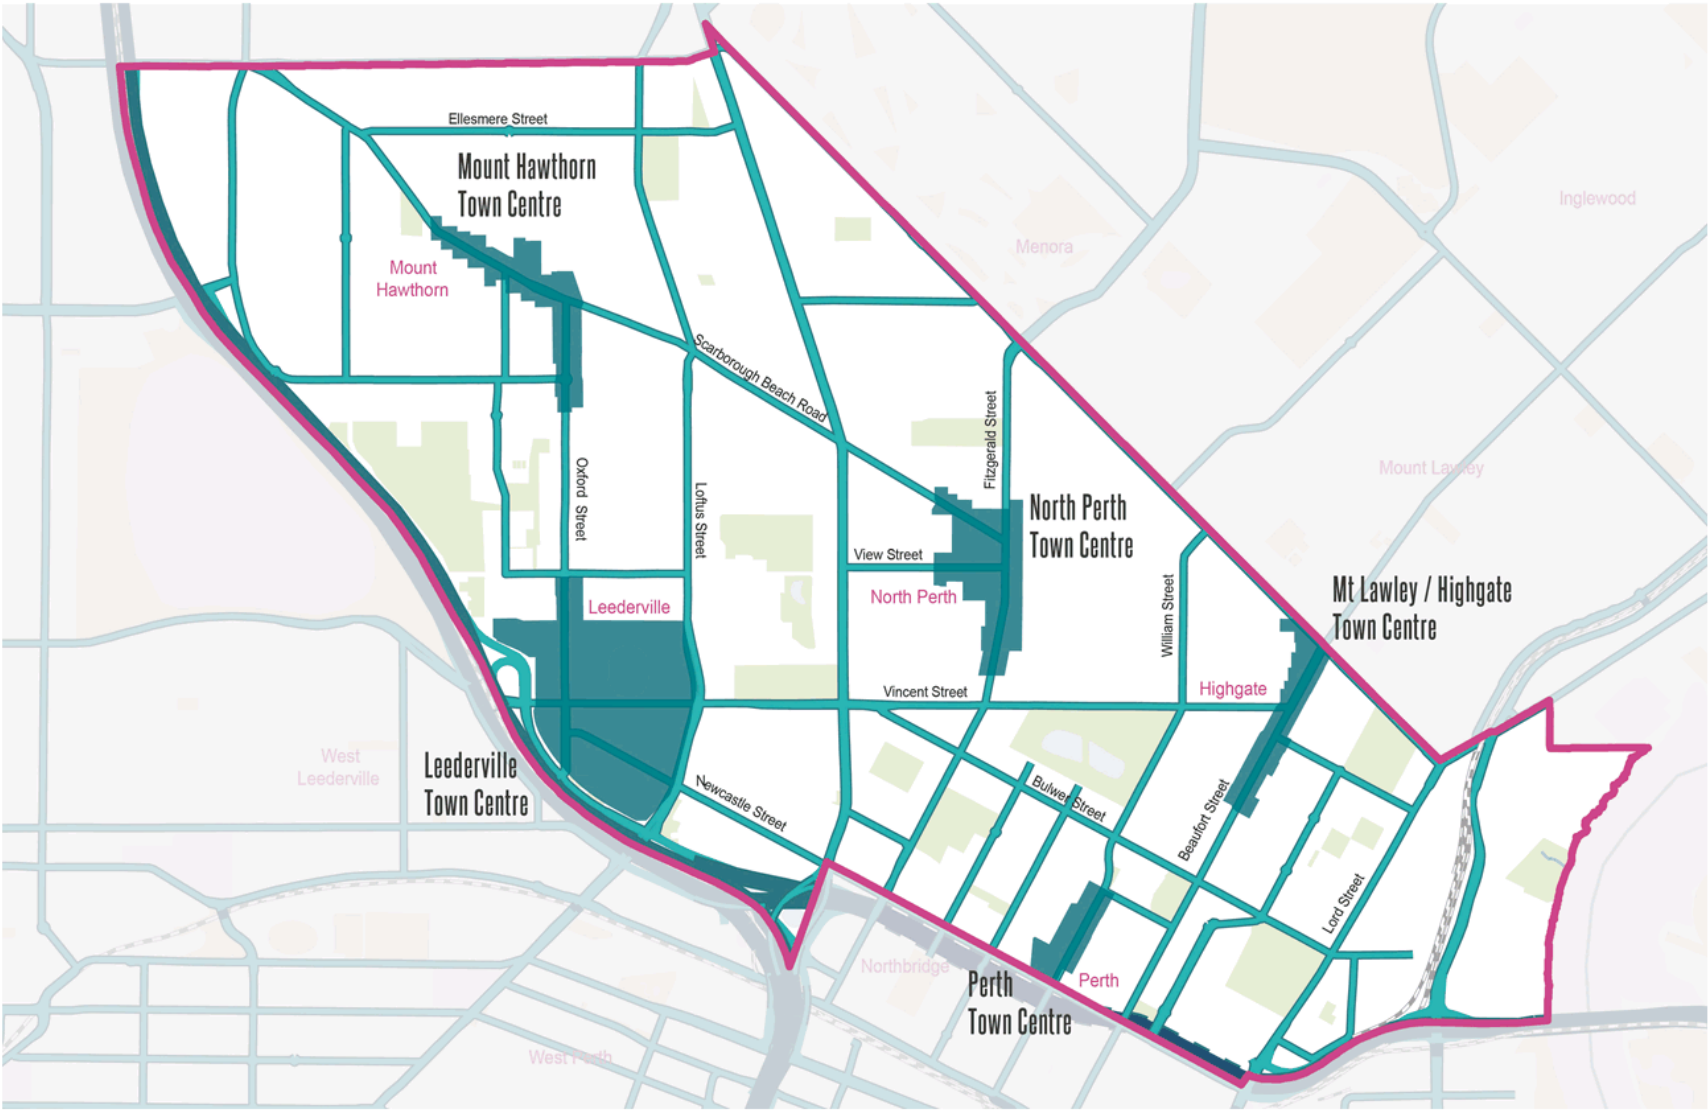 Ellesmere Street
Mount Hawthorn
Town Centre
Inglewood
Menora
Mount
Hawthorn
Scarborough Beach Road
Fitzgerald Street
Mount Lawley
Oxford Street
Loftus Street
North Perth
Town Centre
View Street
North Perth
Leederville
William Street
Mt Lawley / Highgate
Town Centre
Highgate
Vincent Street
West
Leederville
Leederville
Town Centre
Newcastle Street
Bulwer Street
Beaufort Street
Lord Street
Northbridge
Perth
Town Centre
Perth
West Perth